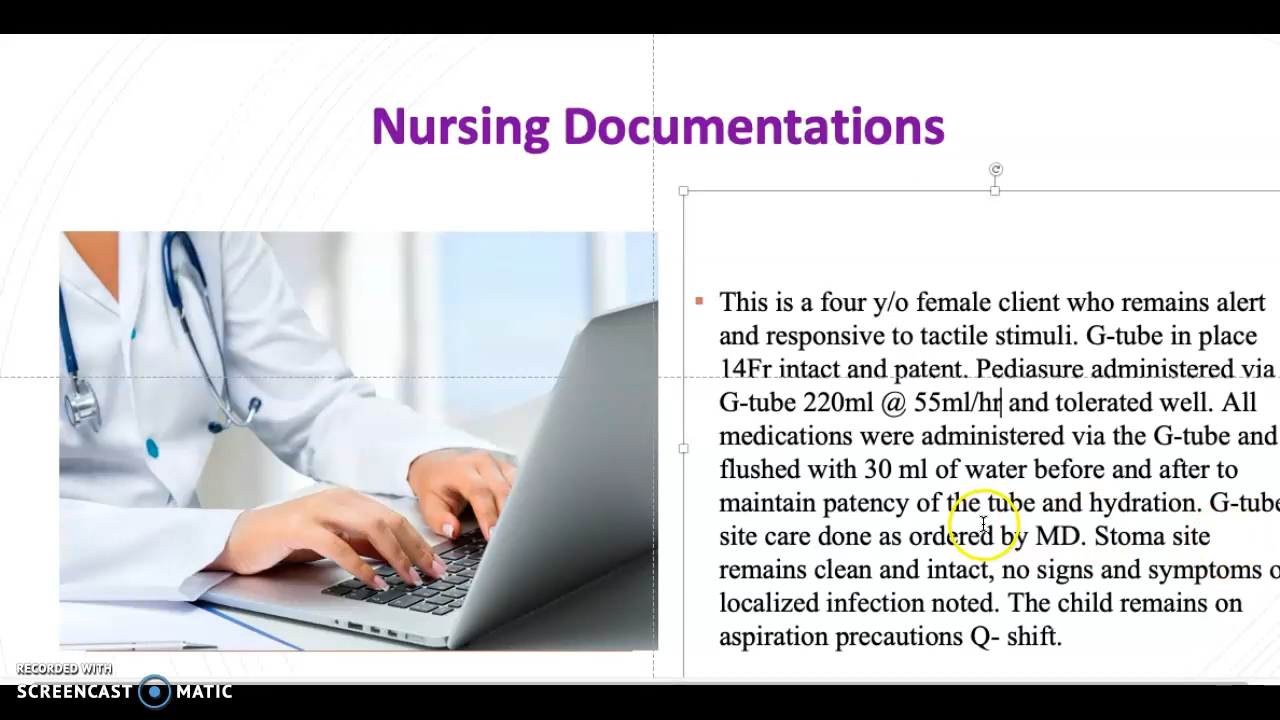 Nursing Documentations
This is a four y/o female client who remains alert
and responsive to tactile stimuli. G-tube in place
14Fr intact and patent. Pediasure administered via
G-tube 220ml @ 55ml/hr and tolerated well. All
medications were administered via the G-tube and
flushed with 30 ml of water before and after to
maintain patency of the tube and hydration. G-tube
site care done as ordered by MD. Stoma site
remains clean and intact, no signs and symptoms
localized infection noted. The child remains on
aspiration precautions Q- shift.
RECORDED WITH
SCREENCAST MATIC